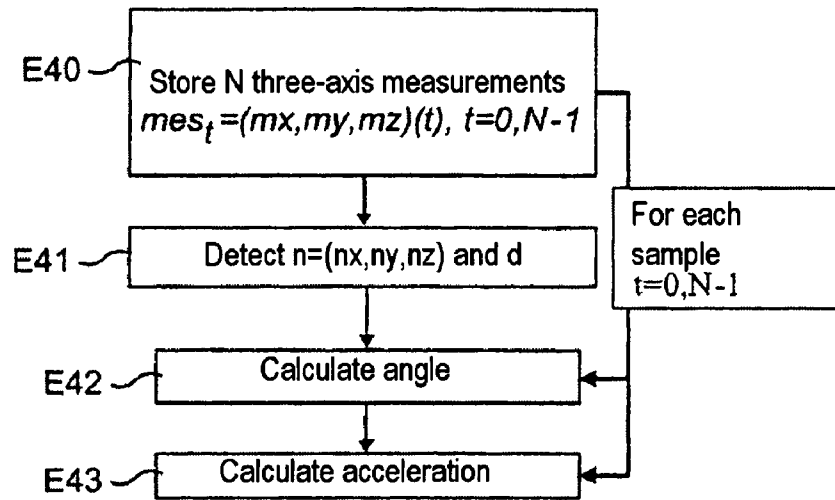 E40
Store N three-axis measurements
mes_t=(mx,my,mz)(t), t=0,N-1
For each
sample
t=0,N-1
E41
Detect n=(nx,ny,nz) and d
E42
Calculate angle
E43
Calculate acceleration